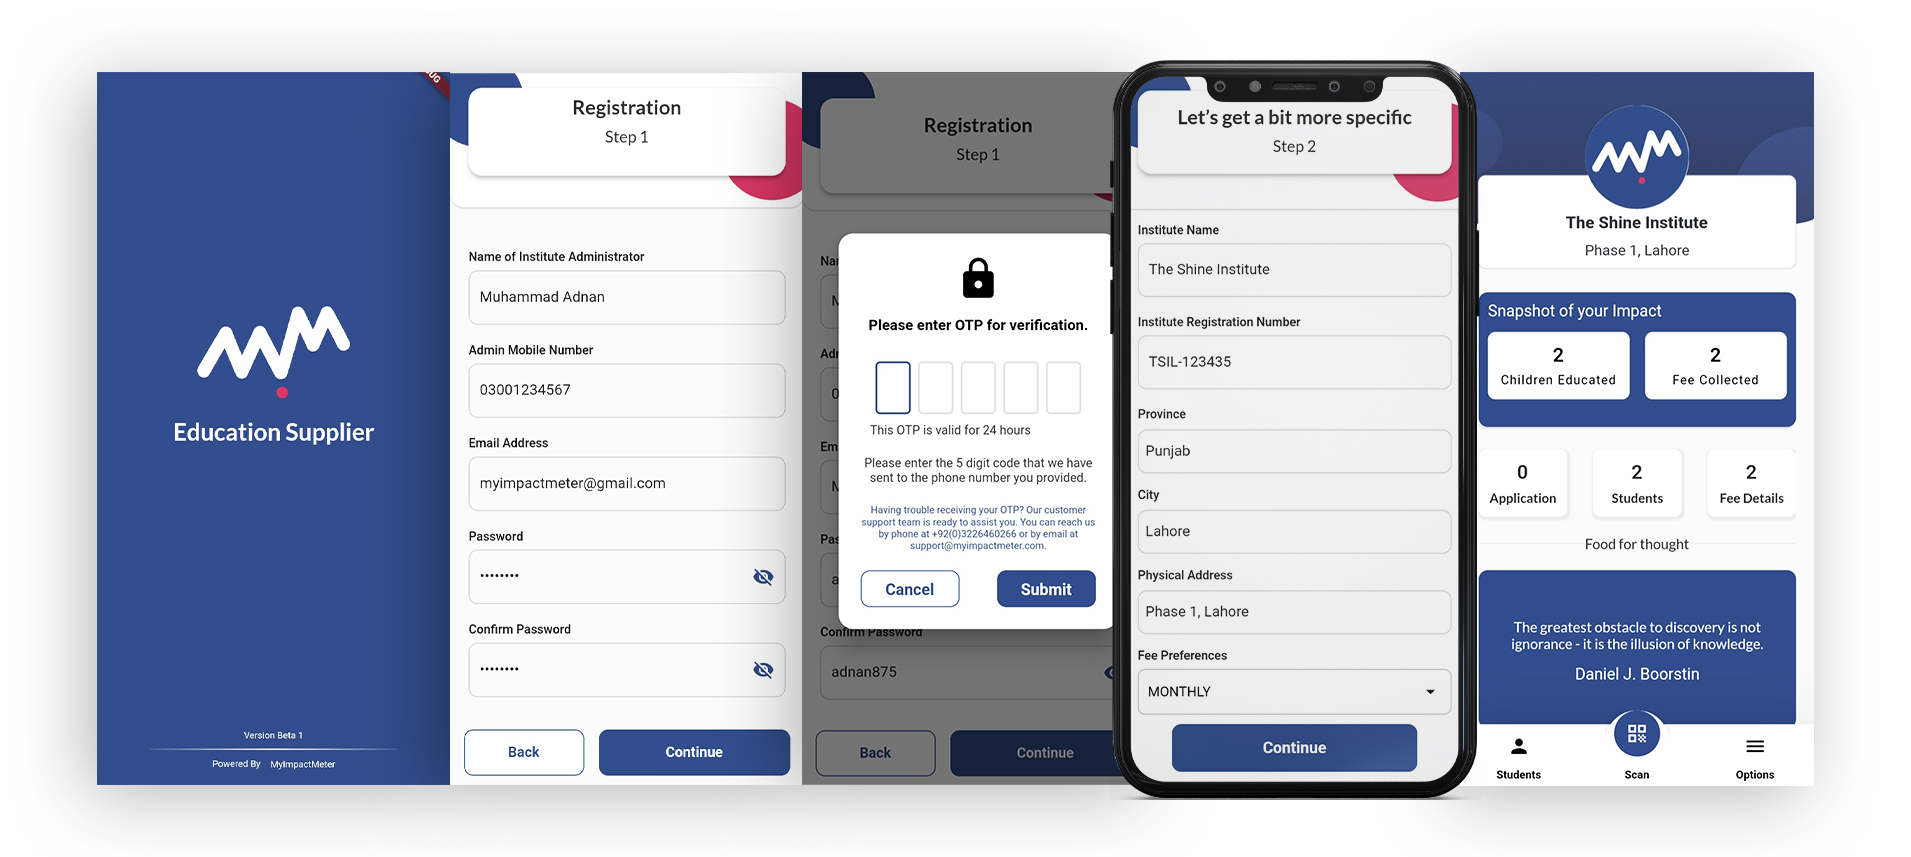 Education Supplier
Version Beta 1
Powered By MyImpactMeter
Registration
Step 1
Name of Institute Administrator
Muhammad Adnan
Admin Mobile Number
03001234567
Email Address
myimpactmeter@gmail.com
Password
••••••••
Confirm Password
••••••••
Back
Continue
Registration
Step 1
Please enter OTP for verification.
This OTP is valid for 24 hours
Please enter the 5 digit code that we have
sent to the phone number you provided.
Having trouble receiving your OTP? Our customer
support team is ready to assist you. You can reach us
by phone at +92(0)3226460266 or by email at
support@myimpactmeter.com.
Cancel
Submit
Confirm Password
adnan875
Back
Continue
Let's get a bit more specific
Step 2
Institute Name
The Shine Institute
Institute Registration Number
TSIL-123435
Province
Punjab
City
Lahore
Physical Address
Phase 1, Lahore
Fee Preferences
MONTHLY
Continue
The Shine Institute
Phase 1, Lahore
Snapshot of your Impact
2
Children Educated
2
Fee Collected
0
Application
2
Students
2
Fee Details
Food for thought
The greatest obstacle to discovery is not
ignorance - it is the illusion of knowledge.
Daniel J. Boorstin
Students
Scan
Options